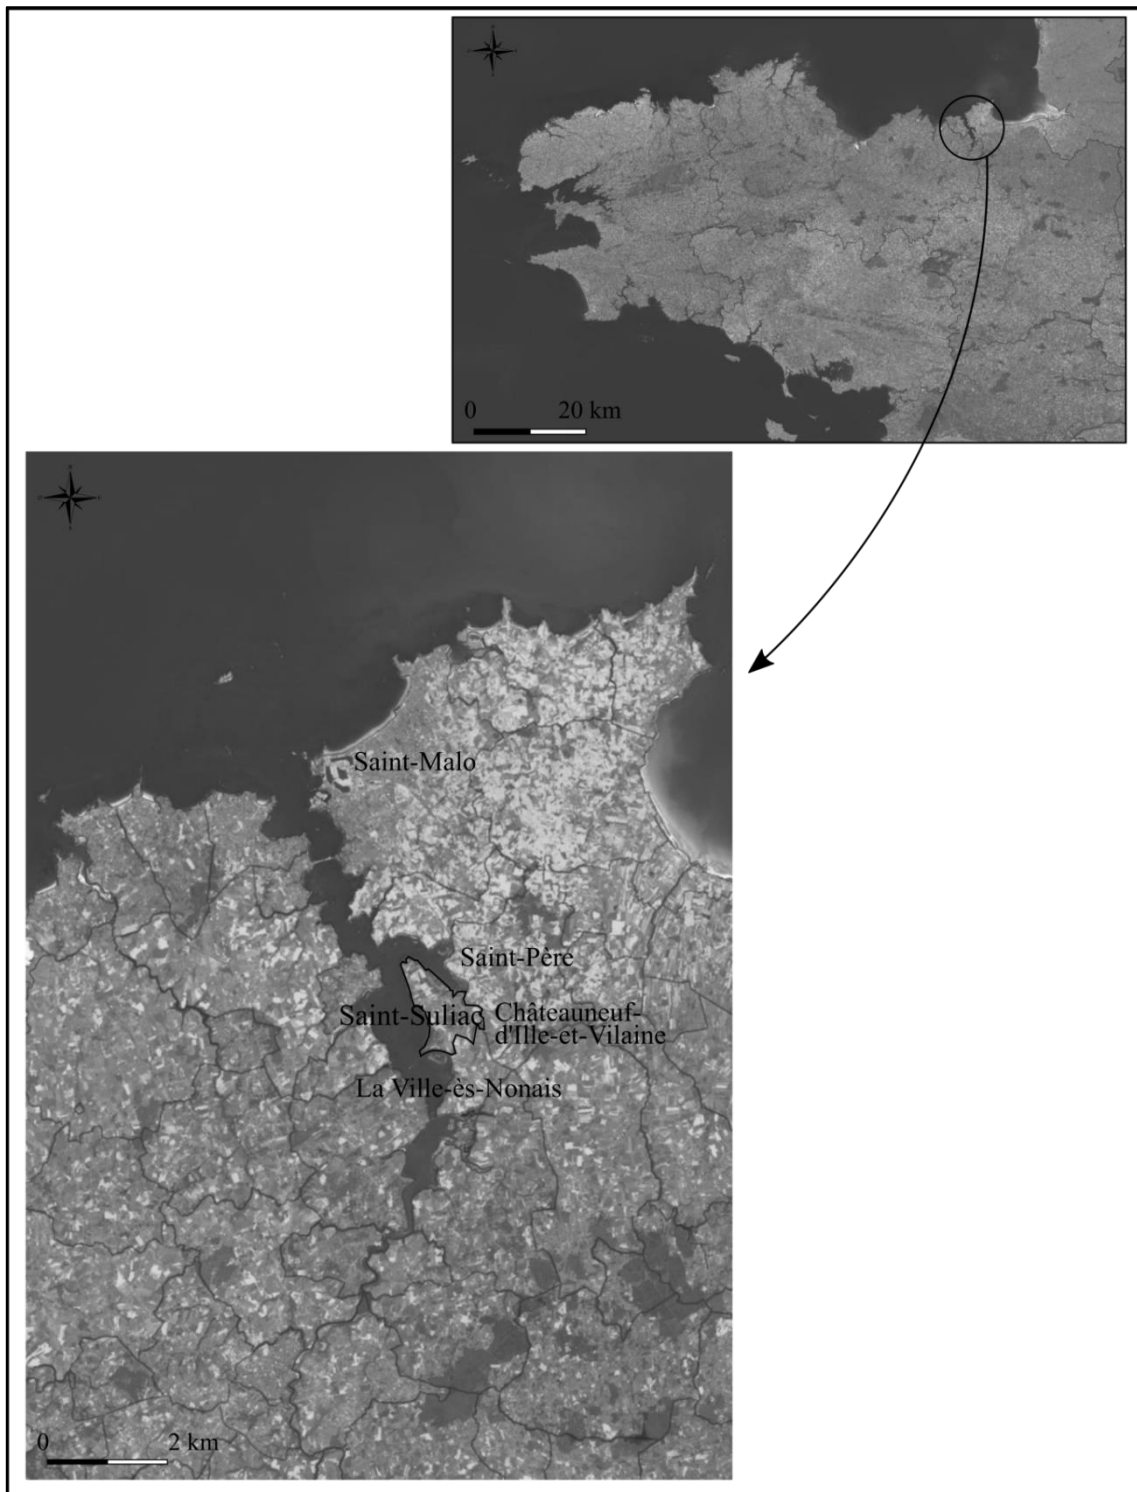 0 20 km
Saint-Malo
Saint-Père
Saint-Suliac
Châteauneuf-
d'Ille-et-Vilaine
La Ville-ès-Nonais
0 2 km